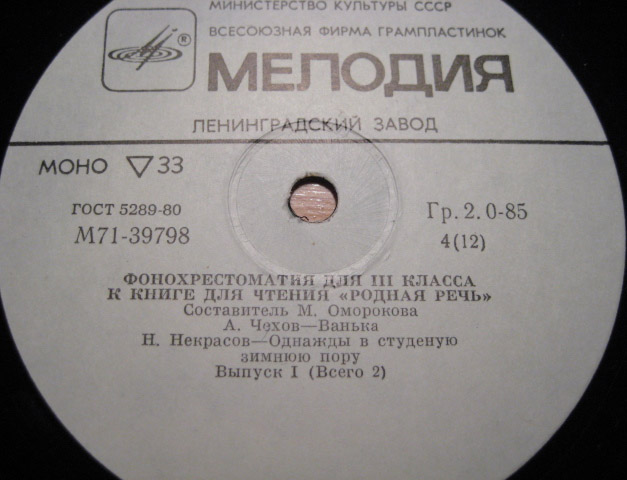 МИНИСТЕРСТВО КУЛЬТУРЫ СССР
ВСЕСОЮЗНАЯ ФИРМА ГРАМПЛАСТИНОК
®
МЕЛОДИЯ
ЛЕНИНГРАДСКИЙ ЗАВОД
МОНО ▽ 33
ГОСТ 5289-80
М71-39798
Гр. 2. 0-85
4 (12)
ФОНОХРЕСТОМАТИЯ ДЛЯ III КЛАССА
К КНИГЕ ДЛЯ ЧТЕНИЯ «РОДНАЯ РЕЧЬ»
Составитель М. Оморокова
А. Чехов—Ванька
Н. Некрасов—Однажды в студеную
зимнюю пору
Выпуск I (Всего 2)